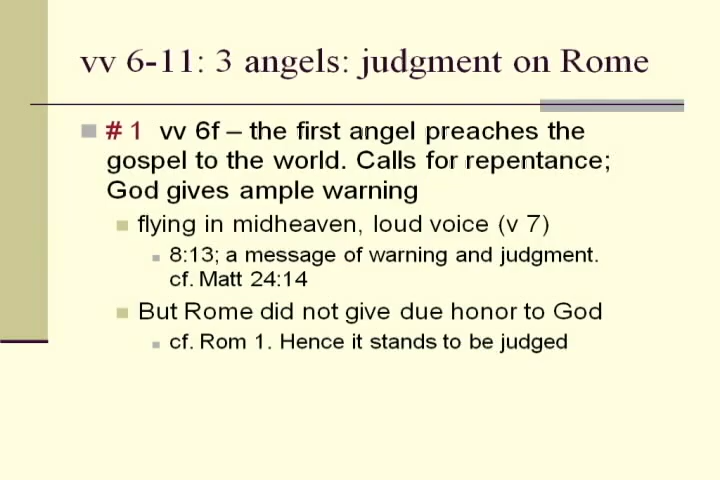 vv 6-11: 3 angels: judgment on Rome
# 1 vv 6f – the first angel preaches the
gospel to the world. Calls for repentance;
God gives ample warning
flying in midheaven, loud voice (v 7)
8:13; a message of warning and judgment.
cf. Matt 24:14
But Rome did not give due honor to God
cf. Rom 1. Hence it stands to be judged